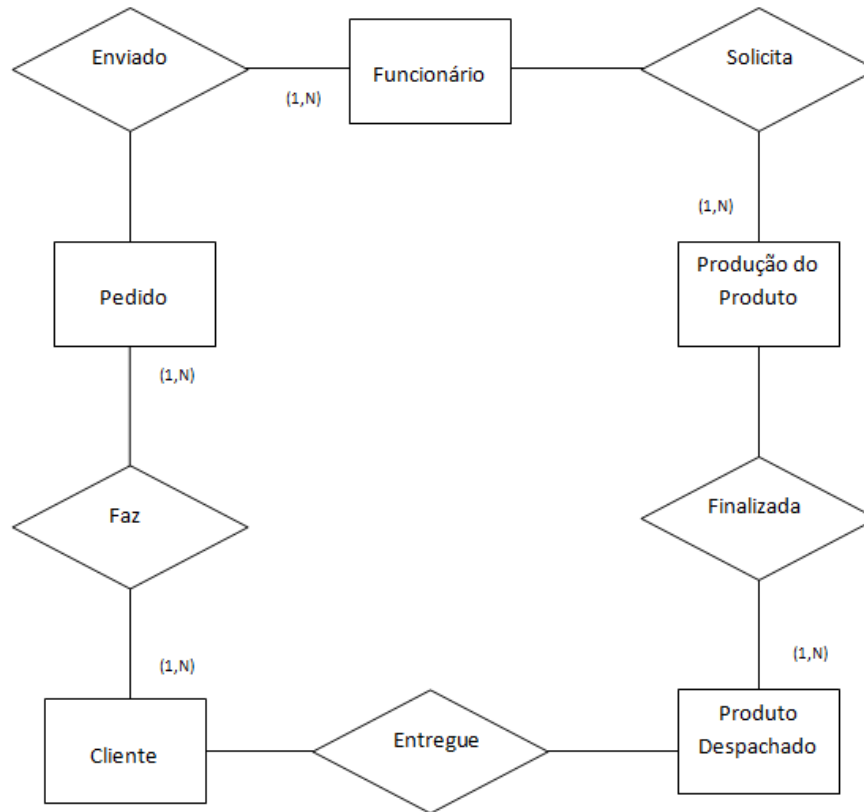 Enviado
Funcionário
Solicita
(1,N)
(1,N)
Pedido
Produção do
Produto
(1,N)
Faz
Finalizada
(1,N)
(1,N)
Cliente
Entregue
Produto
Despachado